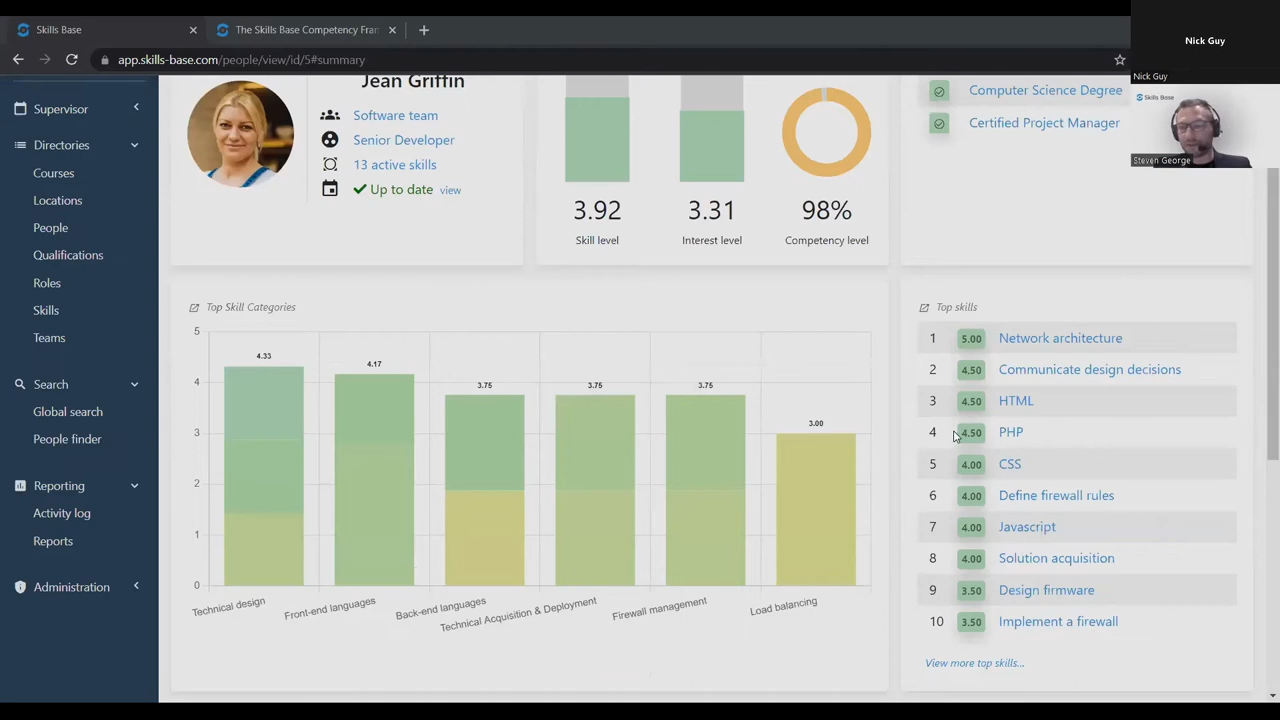 Skills Base
The Skills Base Competency Fran
app.skills-base.com/people/view/id/5#summary
Nick Guy
Nick Guy
Skills Base
Steven George
Supervisor
Directories
Courses
Locations
People
Qualifications
Roles
Skills
Teams
Search
Global search
People finder
Reporting
Activity log
Reports
Administration
Jean Griffin
Software team
Senior Developer
13 active skills
Up to date view
3.92
Skill level
3.31
Interest level
98%
Competency level
Computer Science Degree
Certified Project Manager
Top Skill Categories
5
4
3
2
1
0
4.33
4.17
3.75
3.75
3.75
3.00
Technical design
Front-end languages
Back-end languages
Technical Acquisition & Deployment
Firewall management
Load balancing
Top skills
1 5.00 Network architecture
2 4.50 Communicate design decisions
3 4.50 HTML
4 4.50 PHP
5 4.00 CSS
6 4.00 Define firewall rules
7 4.00 Javascript
8 4.00 Solution acquisition
9 3.50 Design firmware
10 3.50 Implement a firewall
View more top skills...